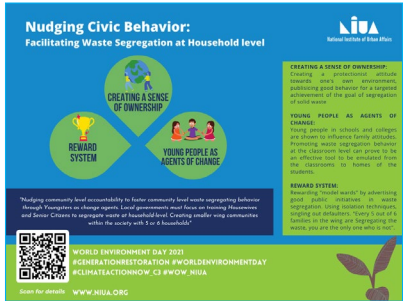 Nudging Civic Behavior:
Facilitating Waste Segregation at Household level
NIUA
National Institute of Urban Affairs
CREATING A SENSE
OF OWNERSHIP
REWARD
SYSTEM
YOUNG PEOPLE AS
AGENTS OF CHANGE
CREATING A SENSE OF OWNERSHIP:
Creating a protectionist attitude
towards one's own environment,
publicising good behavior for a targeted
achievement of the goal of segregation
of solid waste
YOUNG PEOPLE AS AGENTS OF
CHANGE:
Young people in schools and colleges
are shown to influence family attitudes.
Promoting waste segregation behavior
at the classroom level can prove to be
an effective tool to be emulated from
the classrooms to homes of the
students.
REWARD SYSTEM:
Rewarding "model wards" by advertising
good public initiatives in waste
segregation. Using isolation techniques,
singling out defaulters. "Every 5 out of 6
families in the wing are Segregating the
waste, you are the only one who is not".
"Nudging community level accountability to foster community level waste segregating behavior
through Youngsters as change agents. Local governments must focus on training Housewives
and Senior Citizens to segregate waste at household-level. Creating smaller wing communities
within the society with 5 or 6 households"
WORLD ENVIRONMENT DAY 2021
#GENERATIONRESTORATION #WORLDENVIRONMENTDAY
#CLIMATEACTIONNOW_C3 #WOW_NIUA
Scan for details
WWW.NIUA.ORG